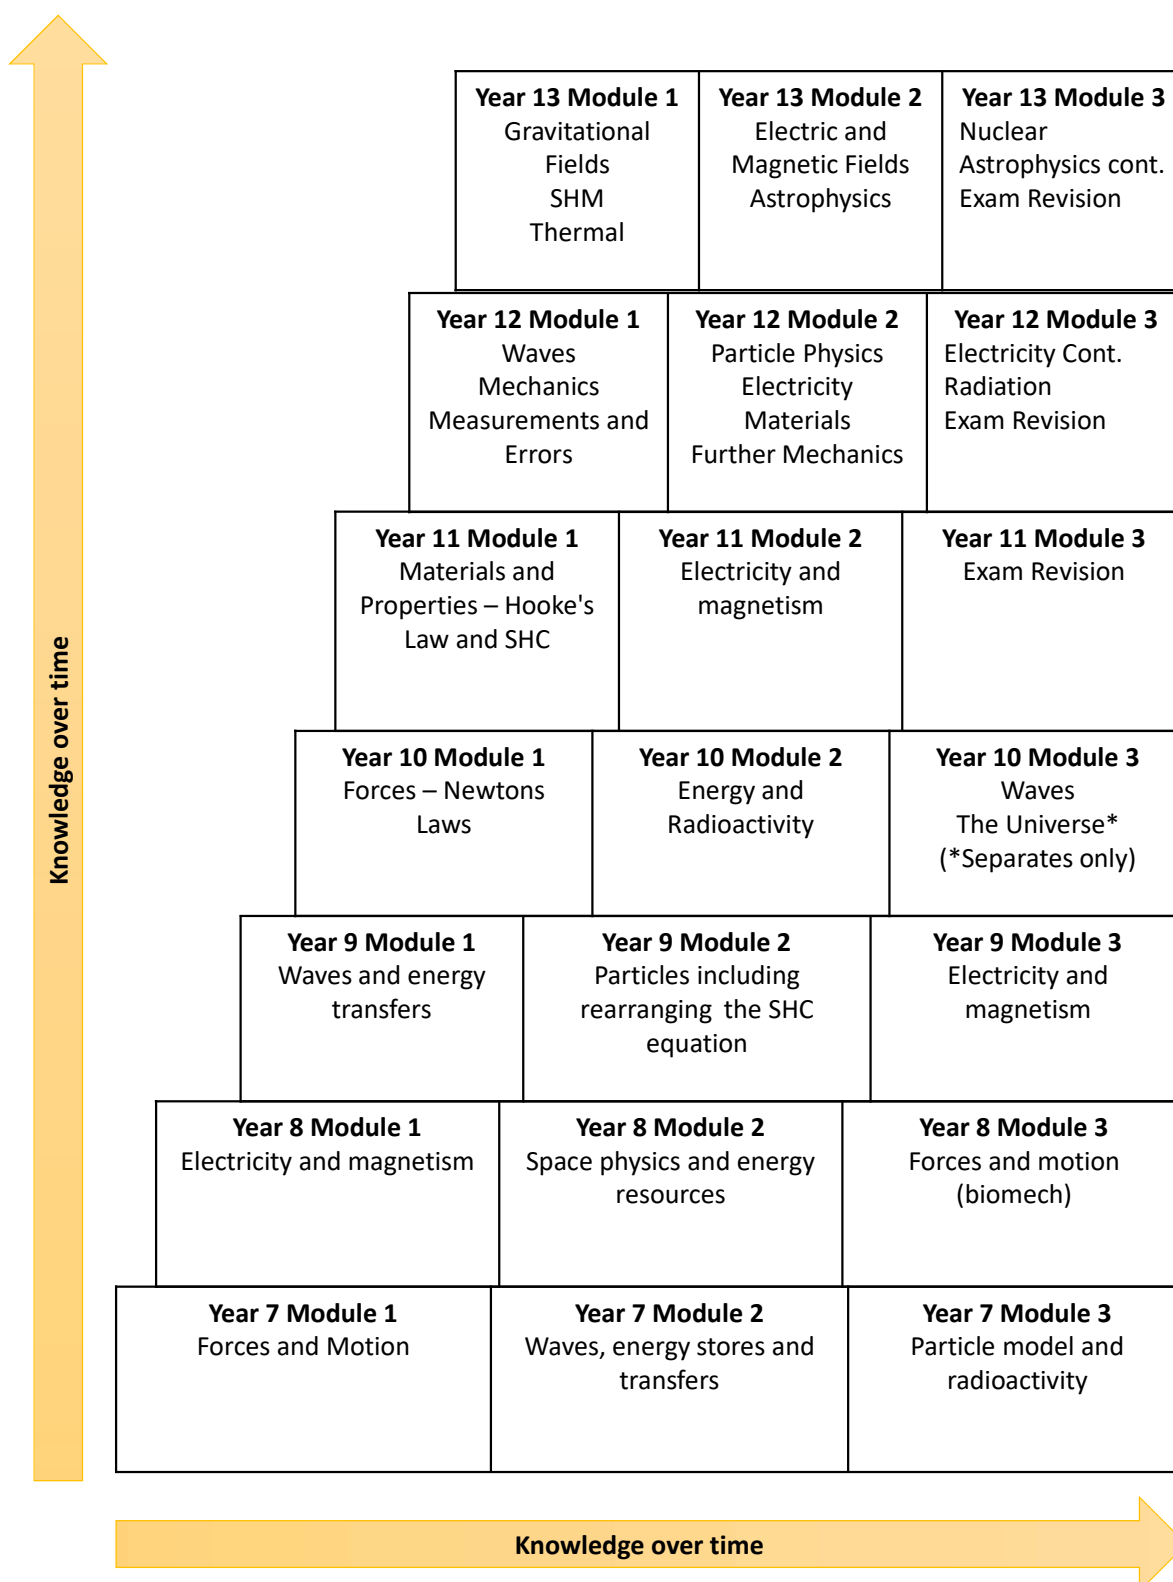 Year 13 Module 1
Gravitational
Fields
SHM
Thermal
Year 13 Module 2
Electric and
Magnetic Fields
Astrophysics
Year 13 Module 3
Nuclear
Astrophysics cont.
Exam Revision
Year 12 Module 1
Waves
Mechanics
Measurements and
Errors
Year 12 Module 2
Particle Physics
Electricity
Materials
Further Mechanics
Year 12 Module 3
Electricity Cont.
Radiation
Exam Revision
Year 11 Module 1
Materials and
Properties – Hooke's
Law and SHC
Year 11 Module 2
Electricity and
magnetism
Year 11 Module 3
Exam Revision
Year 10 Module 1
Forces – Newtons
Laws
Year 10 Module 2
Energy and
Radioactivity
Year 10 Module 3
Waves
The Universe*
(*Separates only)
Year 9 Module 1
Waves and energy
transfers
Year 9 Module 2
Particles including
rearranging the SHC
equation
Year 9 Module 3
Electricity and
magnetism
Year 8 Module 1
Electricity and magnetism
Year 8 Module 2
Space physics and energy
resources
Year 8 Module 3
Forces and motion
(biomech)
Year 7 Module 1
Forces and Motion
Year 7 Module 2
Waves, energy stores and
transfers
Year 7 Module 3
Particle model and
radioactivity
Knowledge over time
Knowledge over time